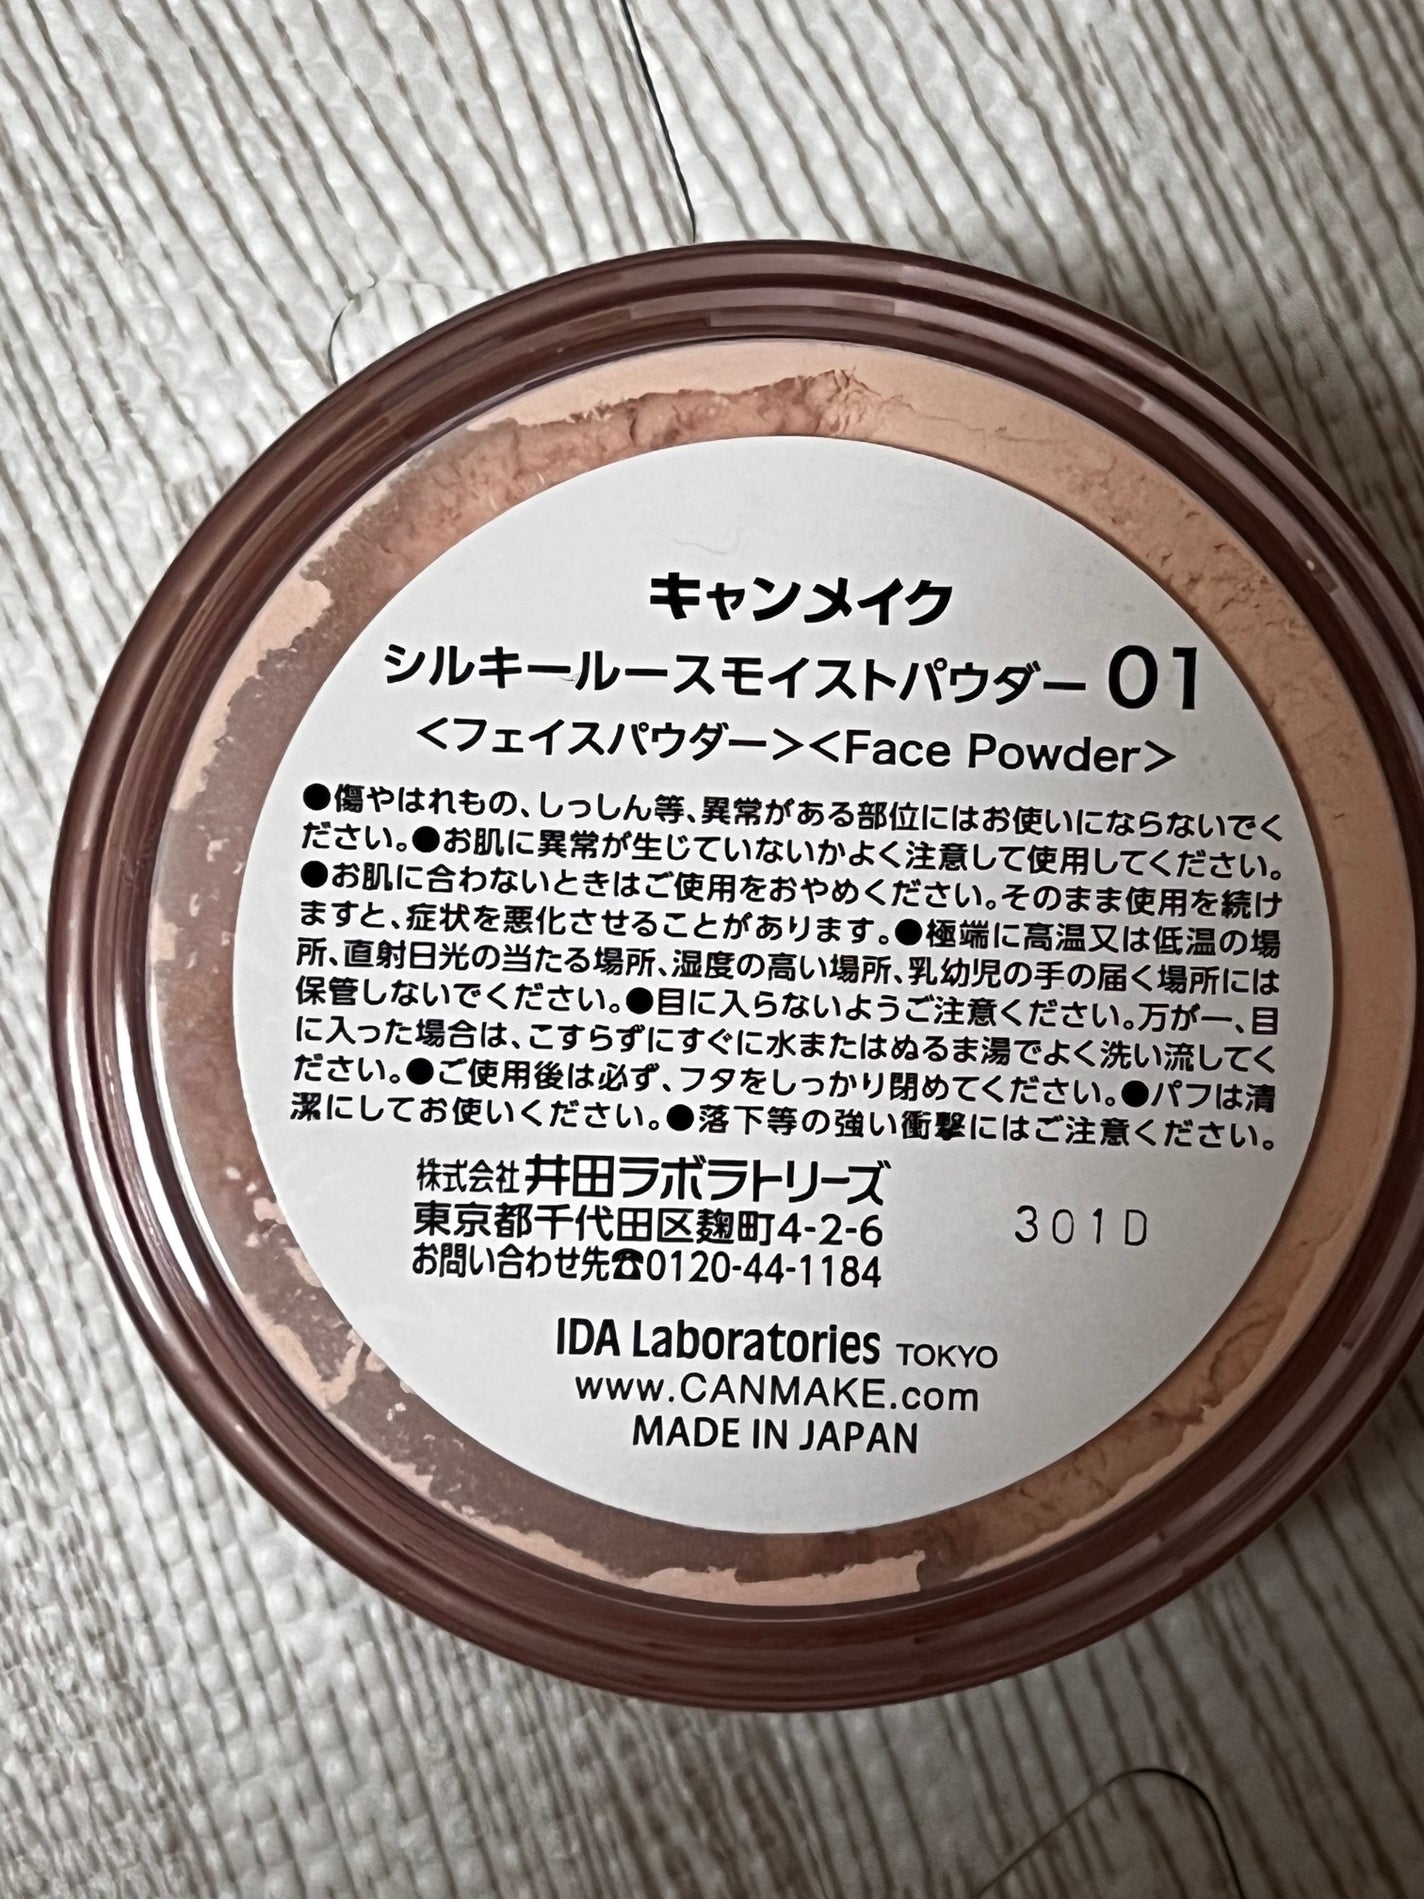 キャンメイク
シルキールースモイストパウダー 01
<フェイスパウダー><Face Powder>
●傷やはれもの、しっしん等、異常がある部位にはお使いにならないでく
ださい。●お肌に異常が生じていないかよく注意して使用してください。
●お肌に合わないときはご使用をおやめください。そのまま使用を続け
ますと、症状を悪化させることがあります。●極端に高温又は低温の場
所、直射日光の当たる場所、湿度の高い場所、乳幼児の手の届く場所には
保管しないでください。●目に入らないようご注意ください。万が一、目
に入った場合は、こすらずにすぐに水またはぬるま湯でよく洗い流してく
ださい。●ご使用後は必ず、フタをしっかり閉めてください。●パフは清
潔にしてお使いください。●落下等の強い衝撃にはご注意ください。
株式会社 井田ラボラトリーズ
東京都千代田区麹町4-2-6
301D
お問い合わせ先☎0120-44-1184
IDA Laboratories TOKYO
www.CANMAKE.com
MADE IN JAPAN